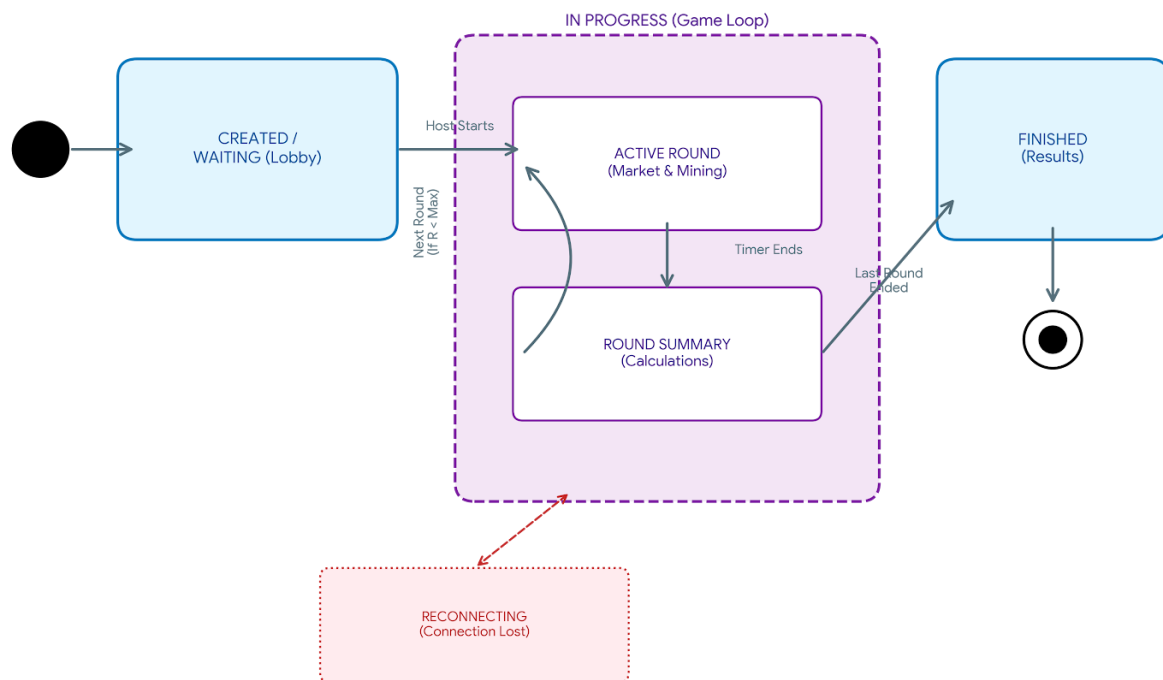 IN PROGRESS (Game Loop)
CREATED /
WAITING (Lobby)
Host Starts
ACTIVE ROUND
(Market & Mining)
FINISHED
(Results)
Next Round
(If R < Max)
Timer Ends
Last Round
Ended
ROUND SUMMARY
(Calculations)
RECONNECTING
(Connection Lost)